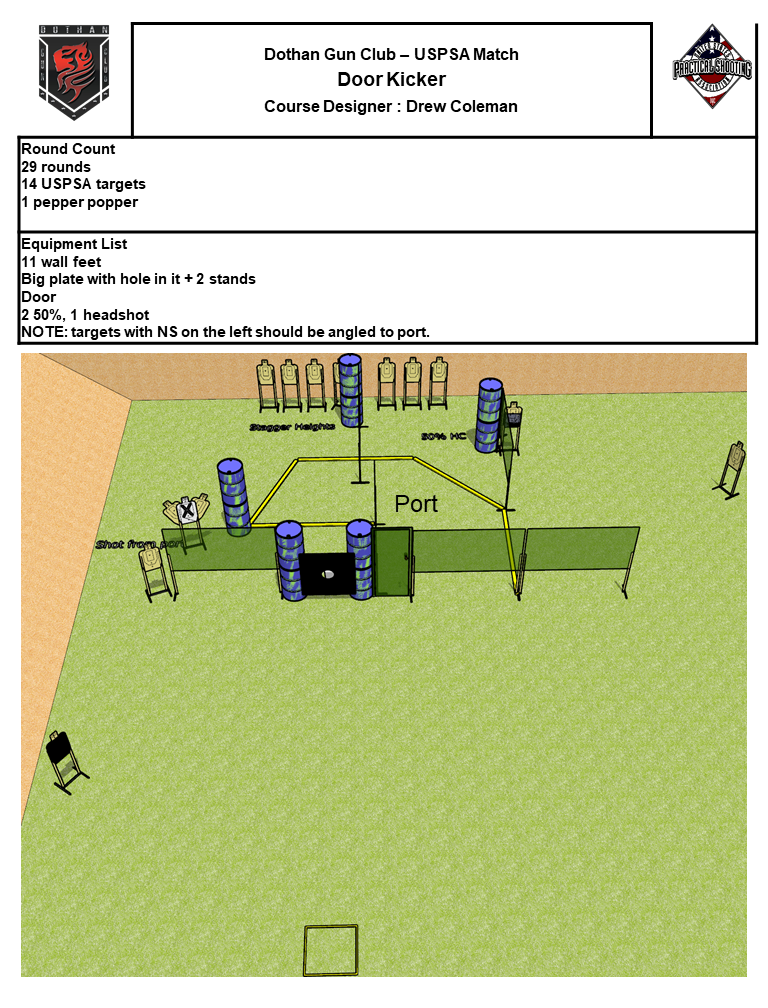 DOTHAN
GUN
CLUB
Dothan Gun Club – USPSA Match
Door Kicker
Course Designer : Drew Coleman
UNITED STATES
PRACTICAL SHOOTING
ASSOCIATION
Round Count
29 rounds
14 USPSA targets
1 pepper popper
Equipment List
11 wall feet
Big plate with hole in it + 2 stands
Door
2 50%, 1 headshot
NOTE: targets with NS on the left should be angled to port.
Stagger Heights
50% HC
Port
X
Shot from port